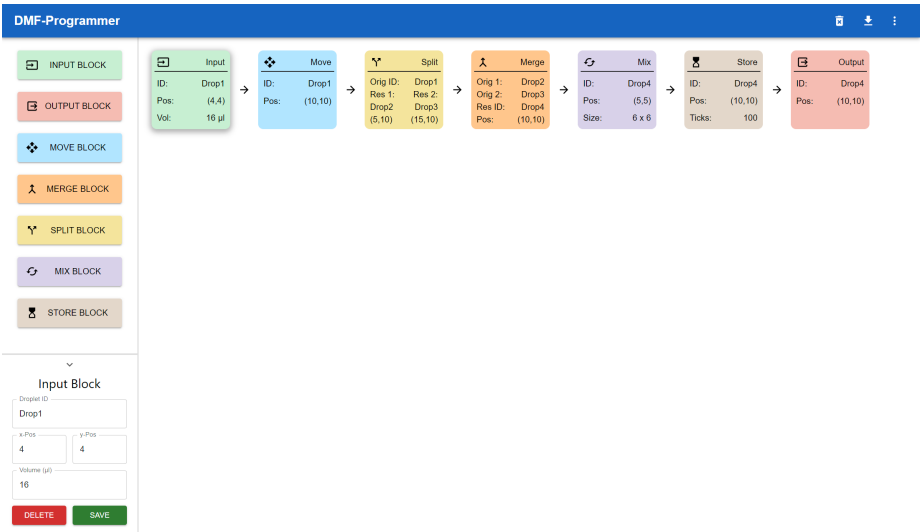 DMF-Programmer
INPUT BLOCK
OUTPUT BLOCK
MOVE BLOCK
MERGE BLOCK
SPLIT BLOCK
MIX BLOCK
STORE BLOCK
Input
ID: Drop1
Pos: (4,4)
Vol: 16 µl
Move
ID: Drop1
Pos: (10,10)
Split
Orig ID: Drop1
Res 1: Res 2:
Drop2 Drop3
(5,10) (15,10)
Merge
Orig 1: Drop2
Orig 2: Drop3
Res ID: Drop4
Pos: (10,10)
Mix
ID: Drop4
Pos: (5,5)
Size: 6 x 6
Store
ID: Drop4
Pos: (10,10)
Ticks: 100
Output
ID: Drop4
Pos: (10,10)
Input Block
Droplet ID
Drop1
x-Pos y-Pos
4 4
Volume (µl)
16
DELETE SAVE